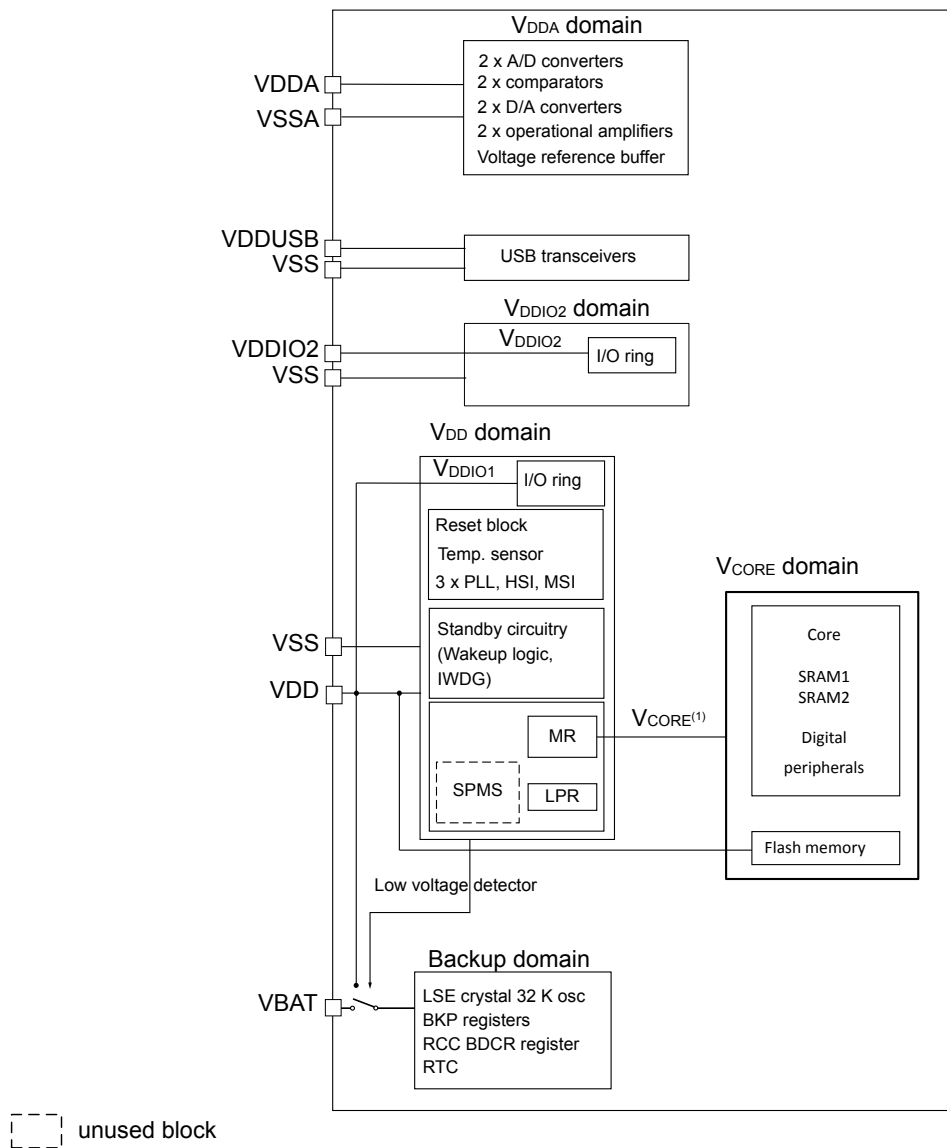 VDDA domain
VDDA
VSSA
2 x A/D converters
2 x comparators
2 x D/A converters
2 x operational amplifiers
Voltage reference buffer
VDDUSB
VSS
USB transceivers
VDDIO2 domain
VDDIO2
VSS
VDDIO2
I/O ring
VDD domain
VDDIO1
I/O ring
Reset block
Temp. sensor
3 x PLL, HSI, MSI
VSS
VDD
Standby circuitry
(Wakeup logic,
IWDG)
MR
SPMS
LPR
VCORE(1)
VCORE domain
Core
SRAM1
SRAM2
Digital
peripherals
Flash memory
Low voltage detector
Backup domain
VBAT
LSE crystal 32 K osc
BKP registers
RCC BDCR register
RTC
unused block